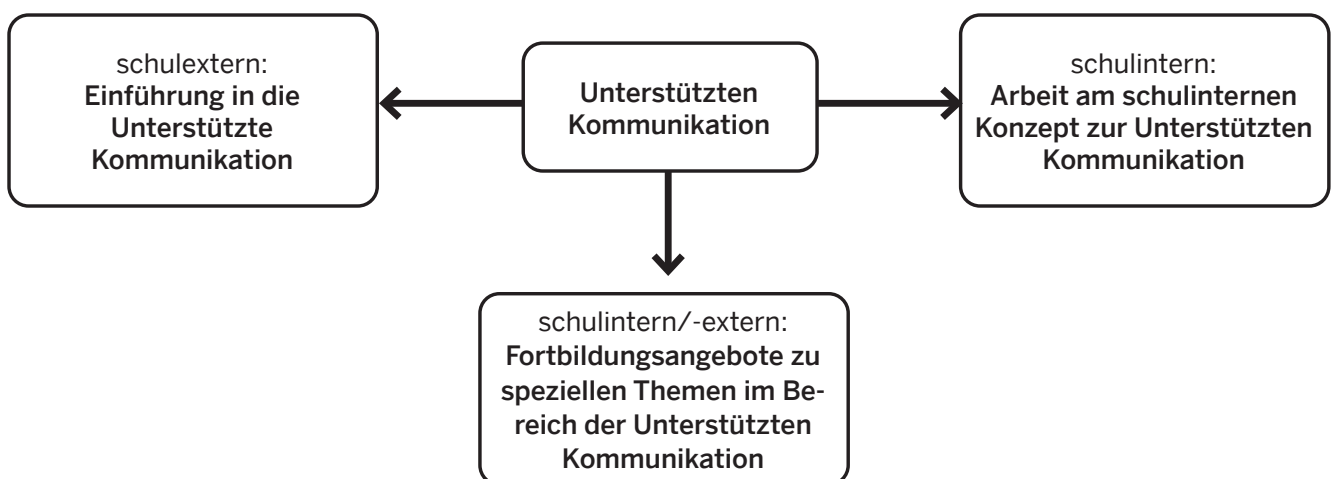 schulextern:
Einführung in die
Unterstützte
Kommunikation
Unterstützten
Kommunikation
schulintern:
Arbeit am schulinternen
Konzept zur Unterstützten
Kommunikation
schulintern/-extern:
Fortbildungsangebote zu
speziellen Themen im Be-
reich der Unterstützten
Kommunikation